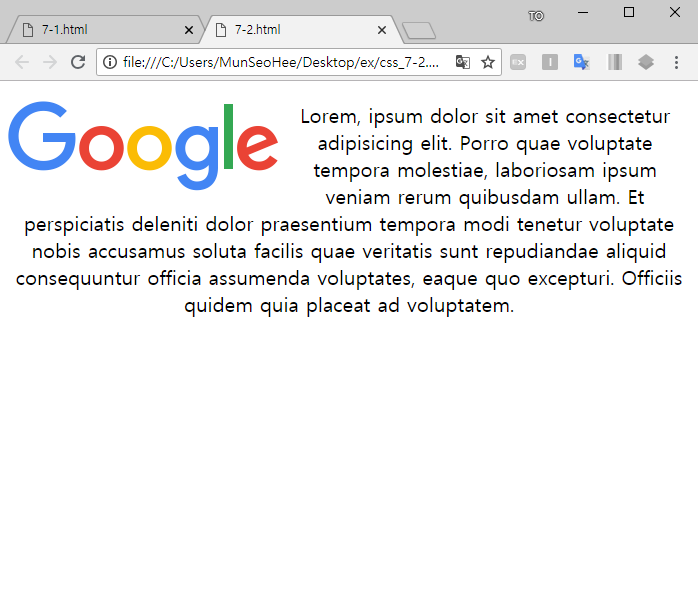 7-1.html
7-2.html
TO
file:///C:/Users/MunSeoHee/Desktop/ex/css_7-2....
Google
Lorem, ipsum dolor sit amet consectetur
adipisicing elit. Porro quae voluptate
tempora molestiae, laboriosam ipsum
veniam rerum quibusdam ullam. Et
perspiciatis deleniti dolor praesentium tempora modi tenetur voluptate
nobis accusamus soluta facilis quae veritatis sunt repudiandae aliquid
consequuntur officia assumenda voluptates, eaque quo excepturi. Officiis
quidem quia placeat ad voluptatem.